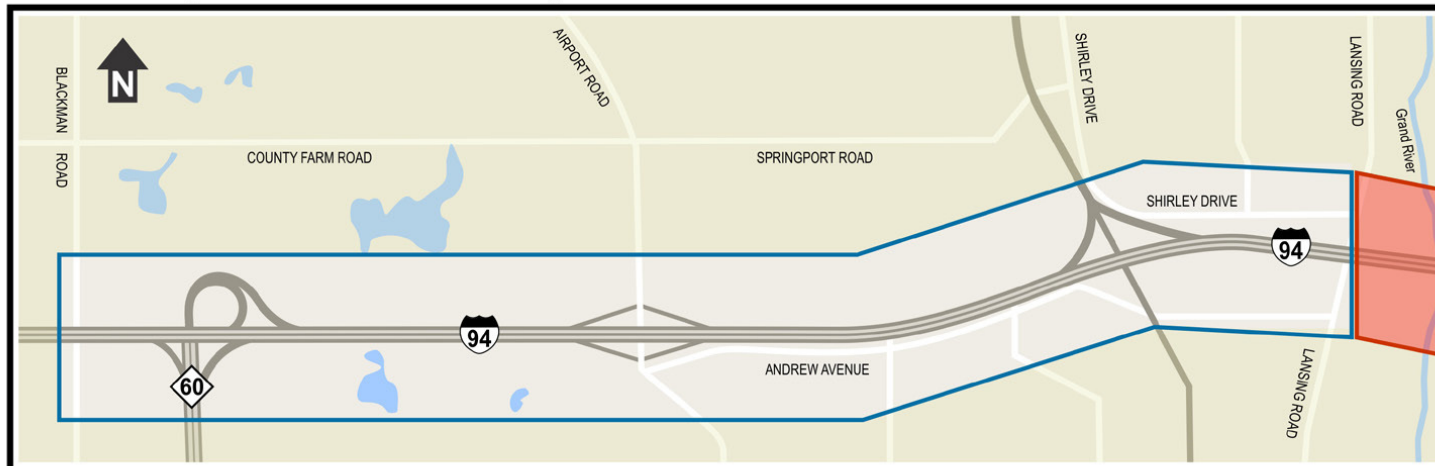 N
BLACKMAN ROAD
AIRPORT ROAD
SHIRLEY DRIVE
LANSING ROAD
Grand River
COUNTY FARM ROAD
SPRINGPORT ROAD
SHIRLEY DRIVE
94
94
60
ANDREW AVENUE
LANSING ROAD